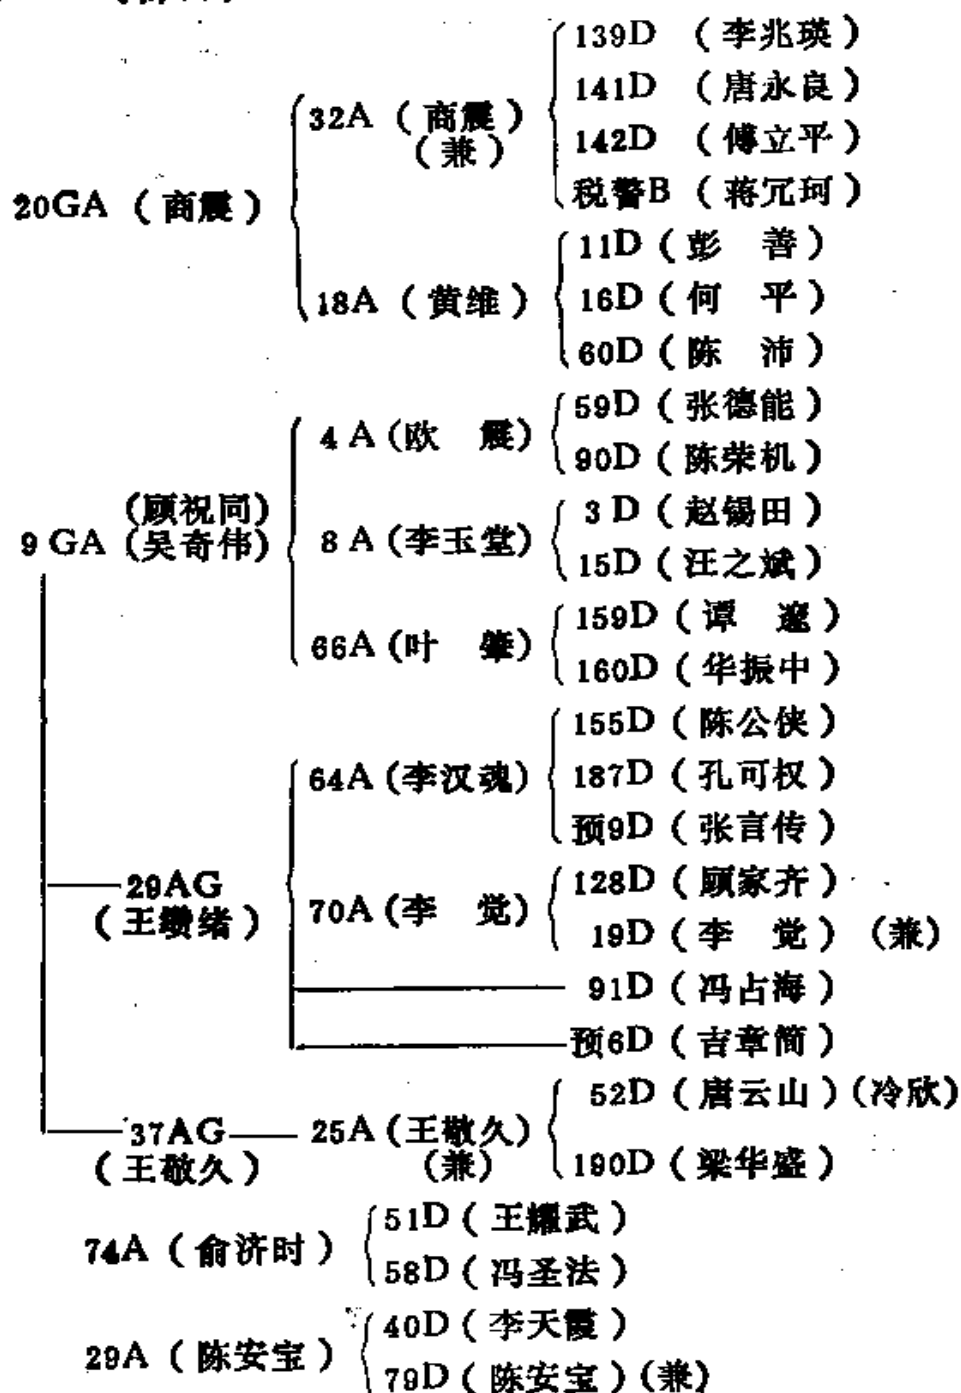 139D (李兆瑛)
141D (唐永良)
32A (商震)
(兼)
142D (傅立平)
税警B (蒋冗珂)
20GA (商震)
11D (彭 善)
18A (黄维)
16D (何 平)
60D (陈 沛)
59D (张德能)
4A (欧 震)
90D (陈荣机)
(顾祝同)
9GA (吴奇伟)
3D (赵锡田)
8A (李玉堂)
15D (汪之斌)
159D (谭 邃)
66A (叶 肇)
160D (华振中)
155D (陈公侠)
64A (李汉魂)
187D (孔可权)
预9D (张言传)
29AG
(王缵绪)
128D (顾家齐)
70A (李 觉)
19D (李 觉) (兼)
91D (冯占海)
预6D (吉章简)
52D (唐云山) (冷欣)
37AG
(王敬久)
25A (王敬久)
(兼)
190D (梁华盛)
51D (王耀武)
74A (俞济时)
58D (冯圣法)
40D (李天霞)
29A (陈安宝)
79D (陈安宝) (兼)